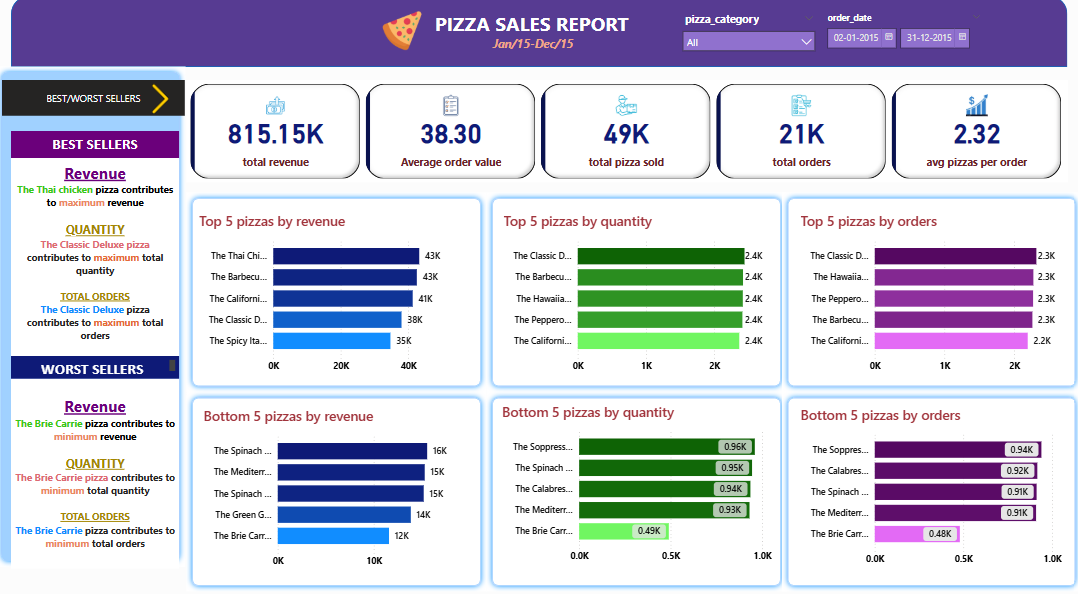 PIZZA SALES REPORT
Jan/15-Dec/15
pizza_category
All
order_date
02-01-2015
31-12-2015
BEST/WORST SELLERS
BEST SELLERS
Revenue
The Thai chicken pizza contributes
to maximum revenue
QUANTITY
The Classic Deluxe pizza
contributes to maximum total
quantity
TOTAL ORDERS
The Classic Deluxe pizza
contributes to maximum total
orders
WORST SELLERS
Revenue
The Brie Carrie pizza contributes to
minimum revenue
QUANTITY
The Brie Carrie pizza contributes to
minimum total quantity
TOTAL ORDERS
The Brie Carrie pizza contributes to
minimum total orders
815.15K
total revenue
38.30
Average order value
49K
total pizza sold
21K
total orders
2.32
avg pizzas per order
Top 5 pizzas by revenue
The Thai Chi... 43K
The Barbecu... 43K
The Californi... 41K
The Classic D... 38K
The Spicy Ita... 35K
0K 20K 40K
Top 5 pizzas by quantity
The Classic D... 2.4K
The Barbecu... 2.4K
The Hawaiia... 2.4K
The Peppero... 2.4K
The Californi... 2.4K
0K 1K 2K
Top 5 pizzas by orders
The Classic D... 2.3K
The Hawaiia... 2.3K
The Peppero... 2.3K
The Barbecu... 2.3K
The Californi... 2.2K
0K 1K 2K
Bottom 5 pizzas by revenue
The Spinach ... 16K
The Mediterr... 15K
The Spinach ... 15K
The Green G... 14K
The Brie Carr... 12K
0K 10K
Bottom 5 pizzas by quantity
The Soppress... 0.96K
The Spinach ... 0.95K
The Calabres... 0.94K
The Mediterr... 0.93K
The Brie Carr... 0.49K
0.0K 0.5K 1.0K
Bottom 5 pizzas by orders
The Soppres... 0.94K
The Calabres... 0.92K
The Spinach ... 0.91K
The Mediterr... 0.91K
The Brie Carr... 0.48K
0.0K 0.5K 1.0K